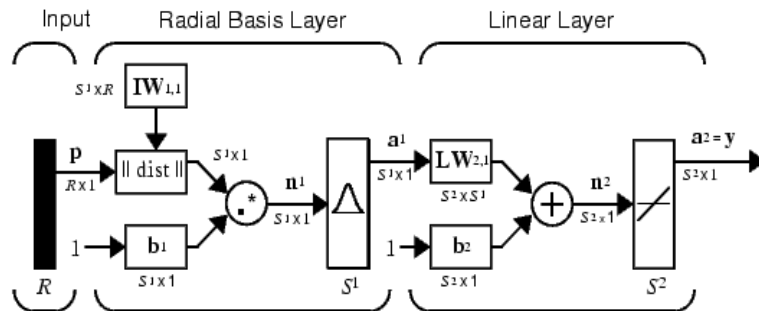 Input Radial Basis Layer Linear Layer
S¹xR IW1,1
p a¹ a² = y
|| dist || S¹x1 n¹ LW2,1 n²
Rx1 .* S¹x1 S¹x1 S²xS¹ + S²x1 S²x1
1 b¹ 1 b²
S¹x1 S²x1
R S¹ S²